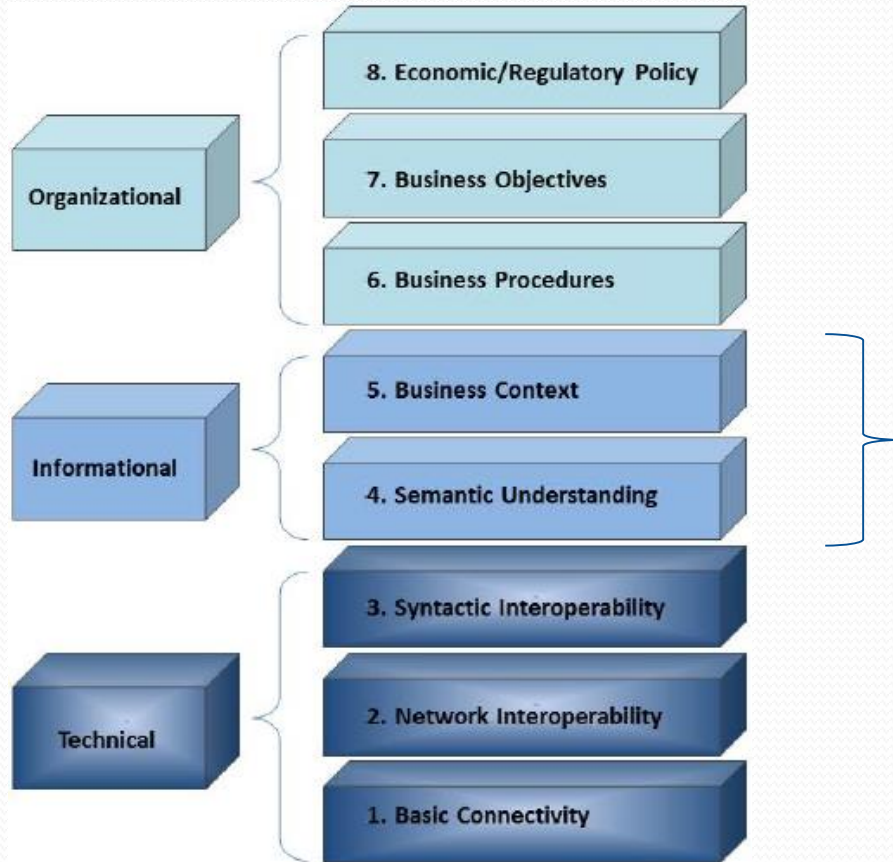 Organizational
8. Economic/Regulatory Policy
7. Business Objectives
6. Business Procedures
Informational
5. Business Context
4. Semantic Understanding
Technical
3. Syntactic Interoperability
2. Network Interoperability
1. Basic Connectivity